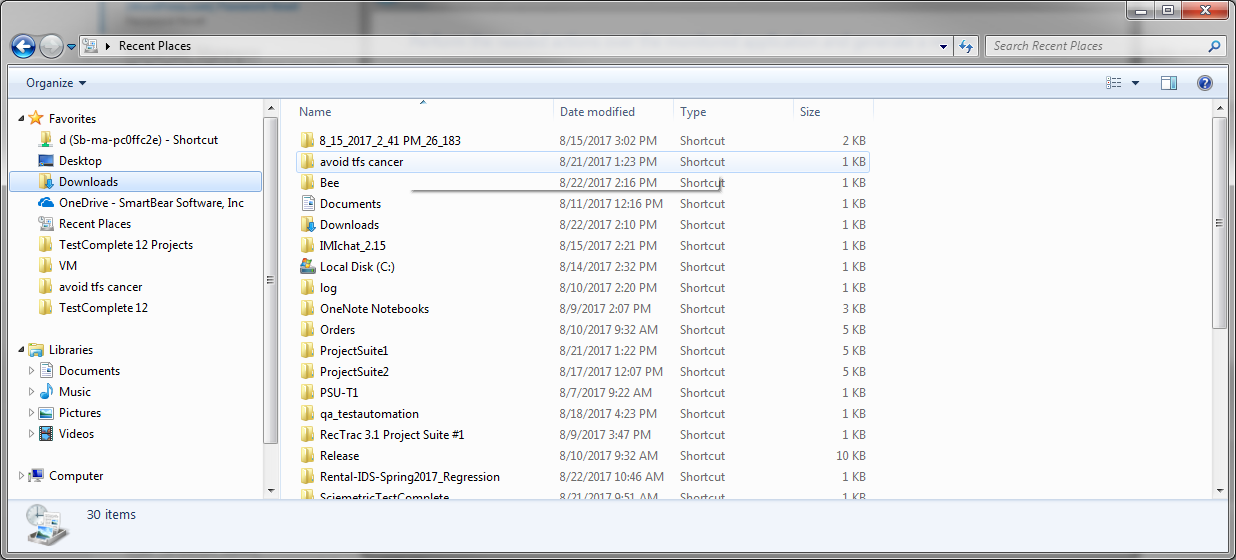 Recent Places
Search Recent Places
Organize
Favorites
d (Sb-ma-pc0ffc2e) - Shortcut
Desktop
Downloads
OneDrive - SmartBear Software, Inc
Recent Places
TestComplete 12 Projects
VM
avoid tfs cancer
TestComplete 12
Libraries
Documents
Music
Pictures
Videos
Computer
Name Date modified Type Size
8_15_2017_2_41 PM_26_183 8/15/2017 3:02 PM Shortcut 2 KB
avoid tfs cancer 8/21/2017 1:23 PM Shortcut 1 KB
Bee 8/22/2017 2:16 PM Shortcut 1 KB
Documents 8/11/2017 12:16 PM Shortcut 1 KB
Downloads 8/22/2017 2:10 PM Shortcut 1 KB
IMIchat_2.15 8/15/2017 2:21 PM Shortcut 1 KB
Local Disk (C:) 8/14/2017 2:32 PM Shortcut 1 KB
log 8/10/2017 2:20 PM Shortcut 1 KB
OneNote Notebooks 8/9/2017 2:07 PM Shortcut 3 KB
Orders 8/10/2017 9:32 AM Shortcut 5 KB
ProjectSuite1 8/21/2017 1:22 PM Shortcut 5 KB
ProjectSuite2 8/17/2017 12:07 PM Shortcut 5 KB
PSU-T1 8/7/2017 9:22 AM Shortcut 1 KB
qa_testautomation 8/18/2017 4:23 PM Shortcut 1 KB
RecTrac 3.1 Project Suite #1 8/9/2017 3:47 PM Shortcut 1 KB
Release 8/10/2017 9:32 AM Shortcut 10 KB
Rental-IDS-Spring2017_Regression 8/22/2017 10:46 AM Shortcut 1 KB
SciemetricTestComplete 8/21/2017 9:51 AM Shortcut 1 KB
30 items